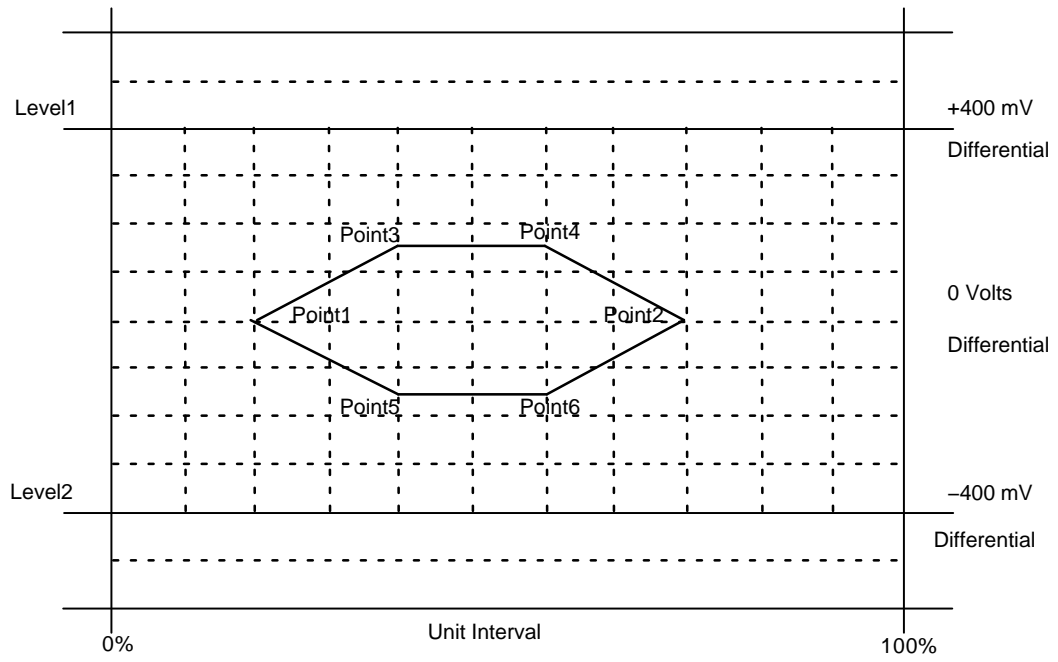 Level1
+400 mV
Differential
Point3
Point4
0 Volts
Point1
Point2
Differential
Point5
Point6
Level2
−400 mV
Differential
Unit Interval
0%
100%